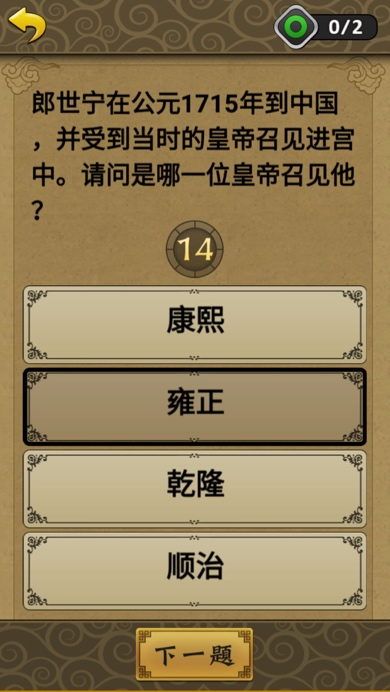 0/2
郎世宁在公元1715年到中国
，并受到当时的皇帝召见进宫
中。请问是哪一位皇帝召见他
？
14
康熙
雍正
乾隆
顺治
下一题